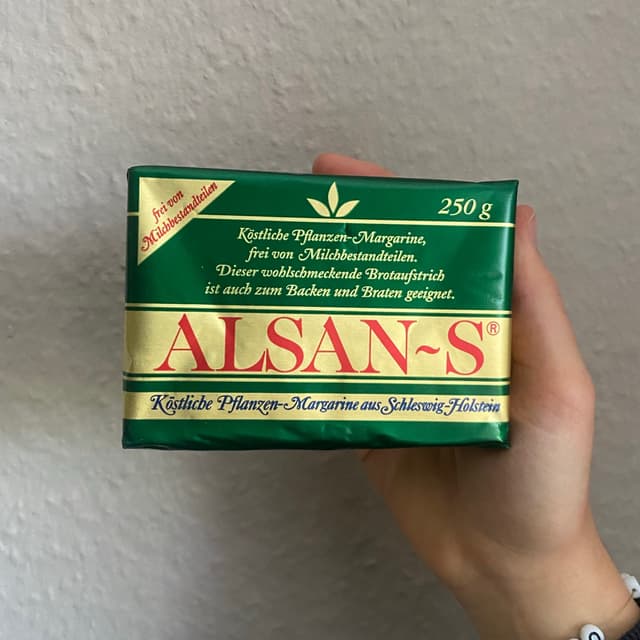 frei von
Milchbestandteilen
250 g
Köstliche Pflanzen-Margarine,
frei von Milchbestandteilen.
Dieser wohlschmeckende Brotaufstrich
ist auch zum Backen und Braten geeignet.
ALSAN~S®
Köstliche Pflanzen-Margarine aus Schleswig-Holstein